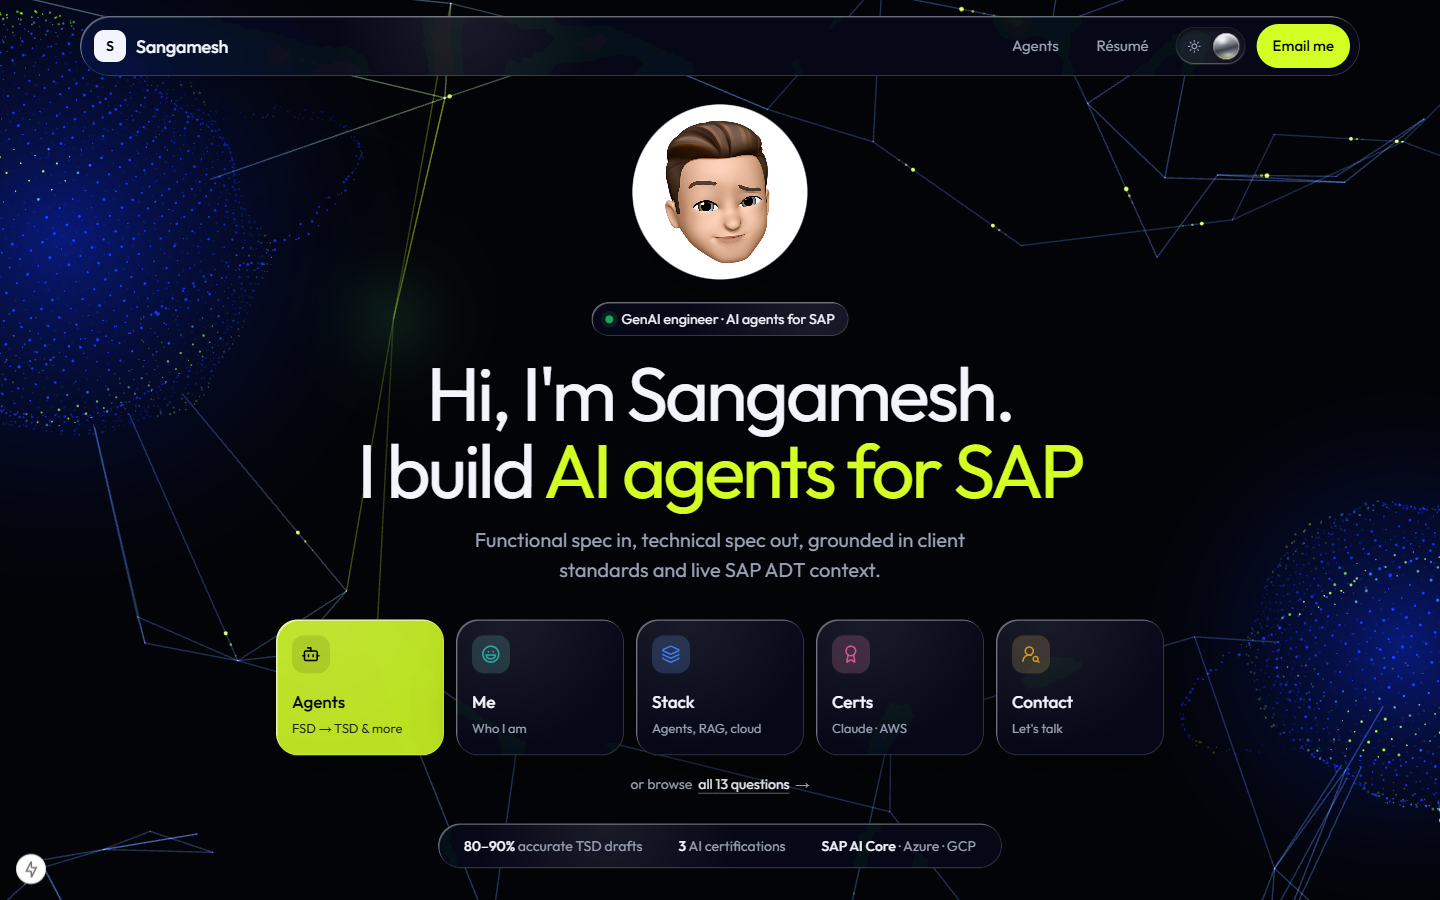 S Sangamesh
Agents Résumé Email me
GenAI engineer · AI agents for SAP
Hi, I'm Sangamesh.
I build AI agents for SAP
Functional spec in, technical spec out, grounded in client
standards and live SAP ADT context.
Agents
FSD → TSD & more
Me
Who I am
Stack
Agents, RAG, cloud
Certs
Claude · AWS
Contact
Let's talk
or browse all 13 questions →
80–90% accurate TSD drafts 3 AI certifications SAP AI Core · Azure · GCP